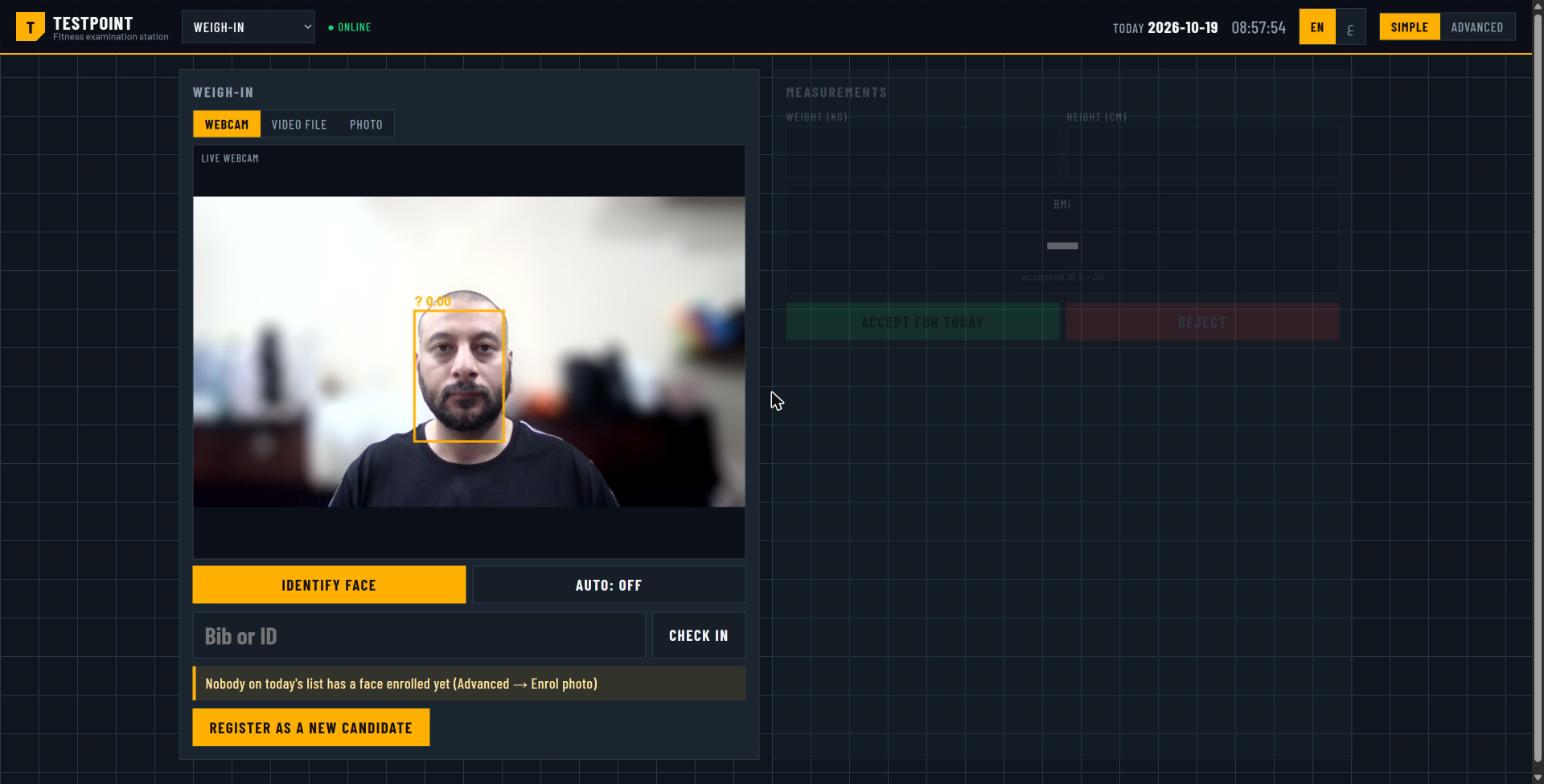 T
TESTPOINT
Fitness examination station
WEIGH-IN
ONLINE
TODAY 2026-10-19 08:57:54
EN
ع
SIMPLE
ADVANCED
WEIGH-IN
WEBCAM
VIDEO FILE
PHOTO
LIVE WEBCAM
? 0.00
IDENTIFY FACE
AUTO: OFF
Bib or ID
CHECK IN
Nobody on today's list has a face enrolled yet (Advanced → Enrol photo)
REGISTER AS A NEW CANDIDATE
MEASUREMENTS
WEIGHT (KG)
HEIGHT (CM)
BMI
accepted 18.5 - 30
ACCEPT FOR TODAY
REJECT